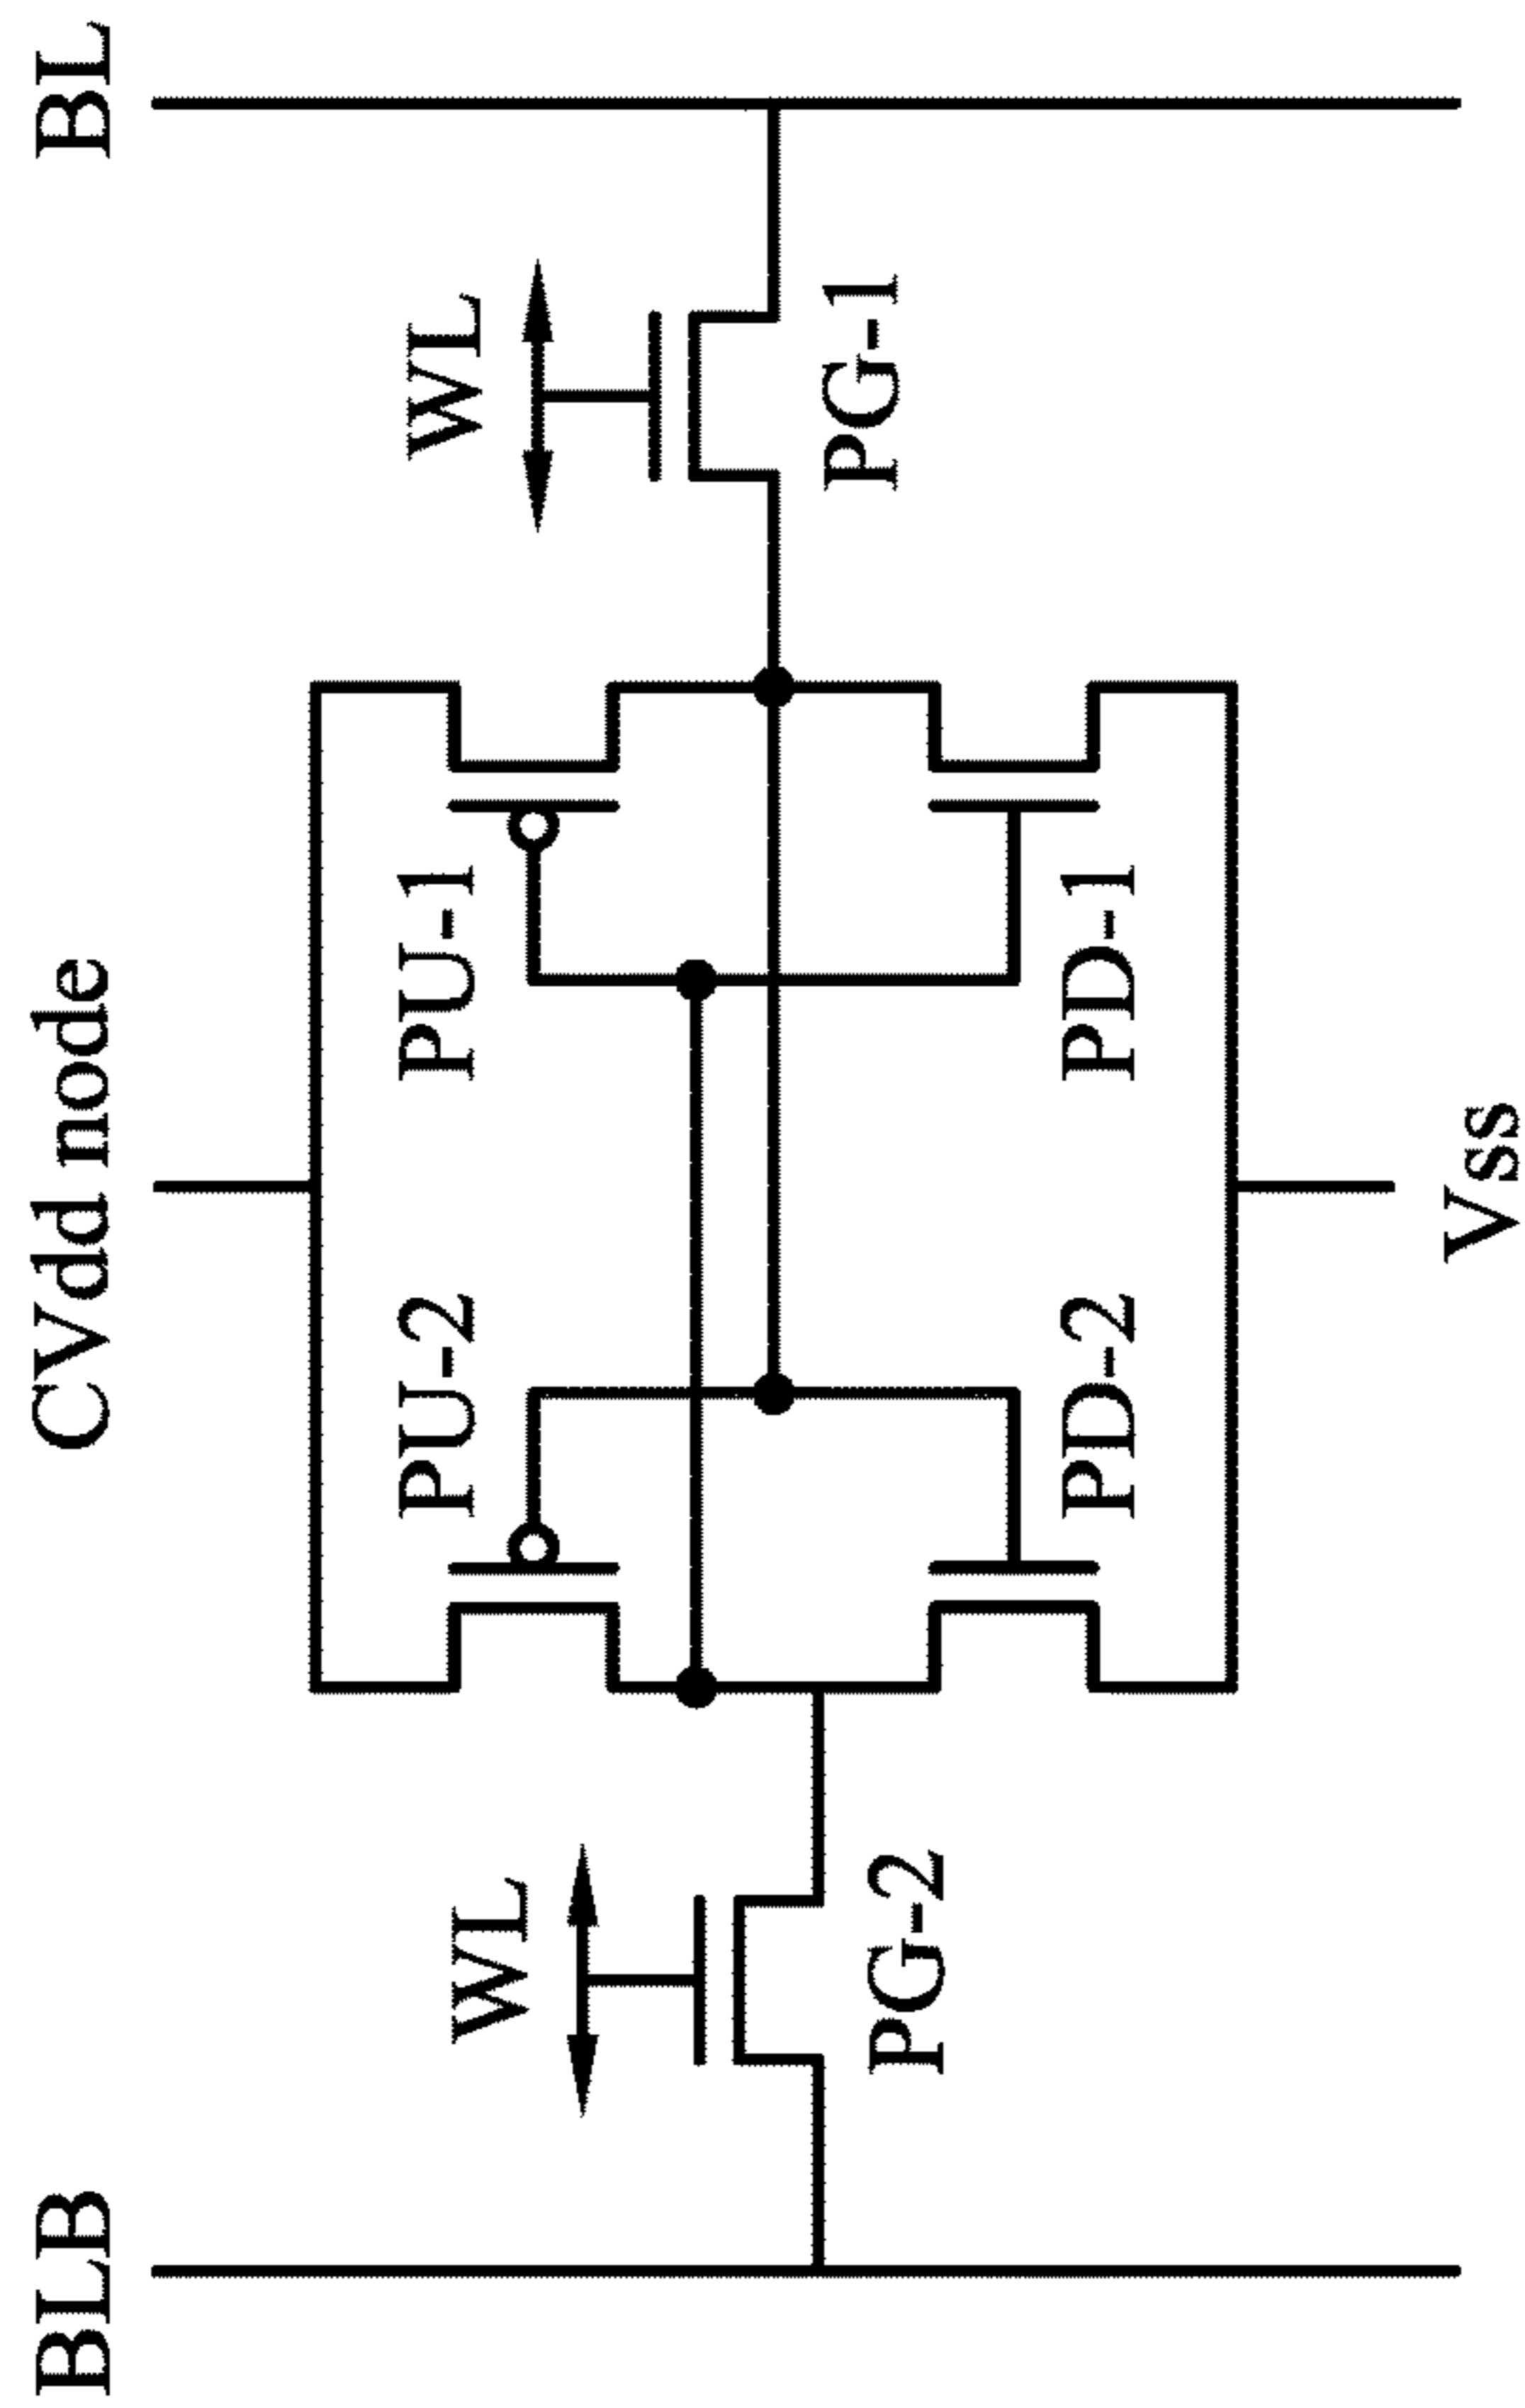 BLB
CVdd node
BL
WL
PU-2
PU-1
WL
PG-2
PG-1
PD-2
PD-1
Vss